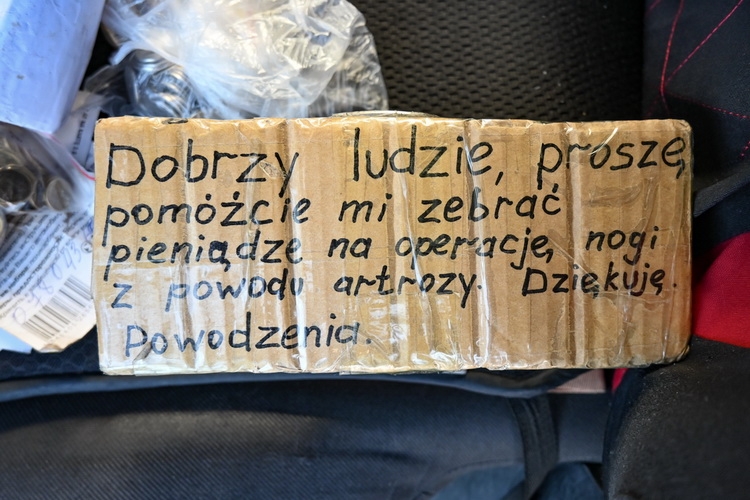 Dobrzy ludzie, proszę
pomóżcie mi zebrać
pieniądze na operację, nogi
z powodu artrozy. Dziękuję.
Powodzenia.